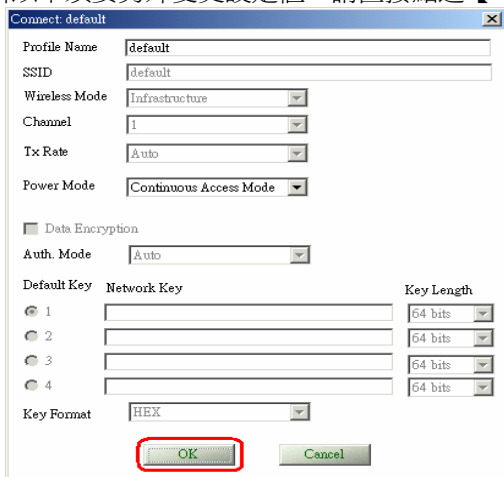 Connect: default
Profile Name default
SSID default
Wireless Mode Infrastructure
Channel 1
Tx Rate Auto
Power Mode Continuous Access Mode
Data Encryption
Auth. Mode Auto
Default Key Network Key Key Length
1 64 bits
2 64 bits
3 64 bits
4 64 bits
Key Format HEX
OK Cancel